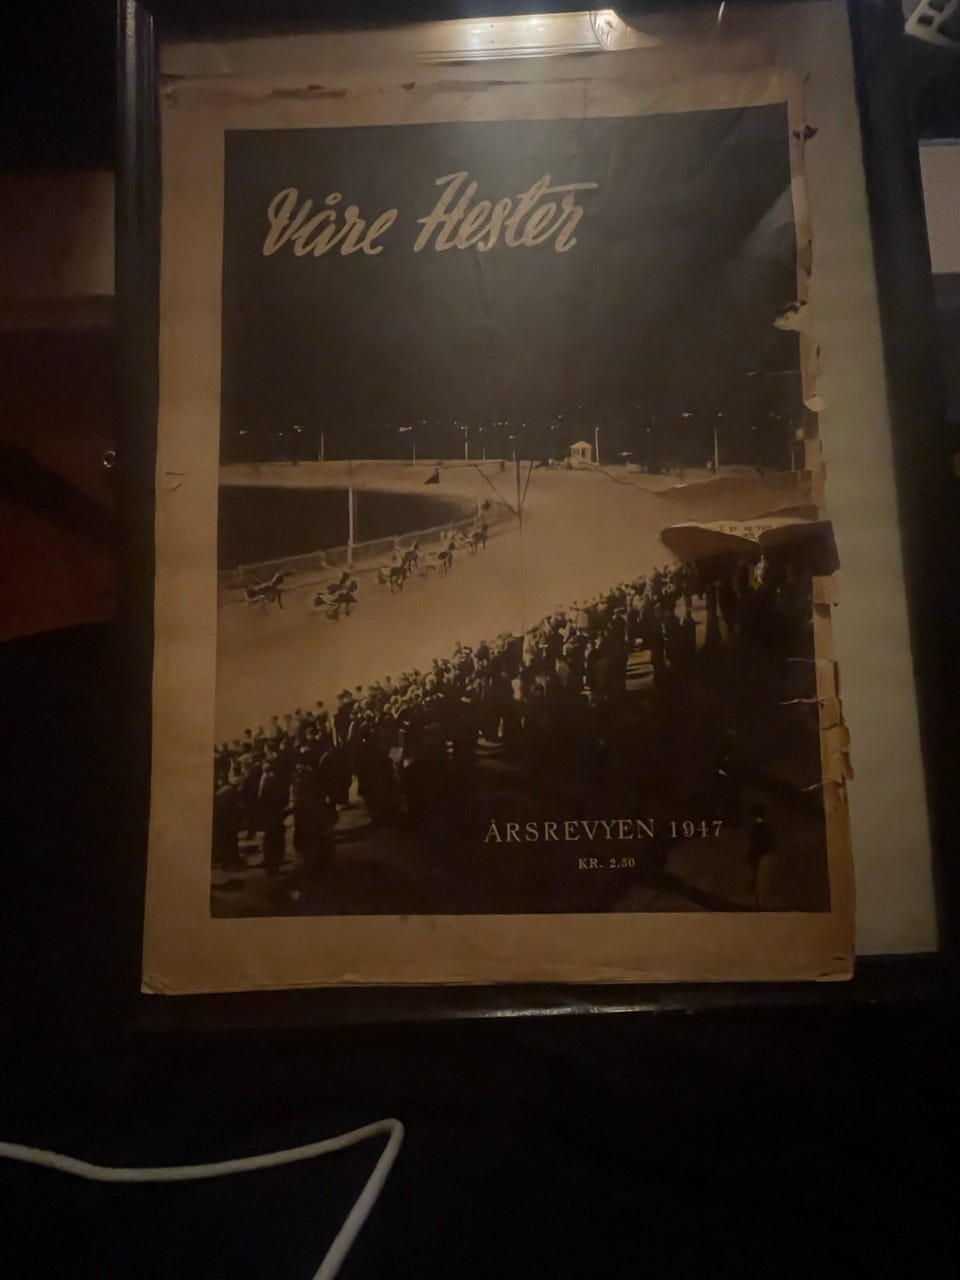 Våre Hester
ÅRSREVYEN 1947
KR. 2.50